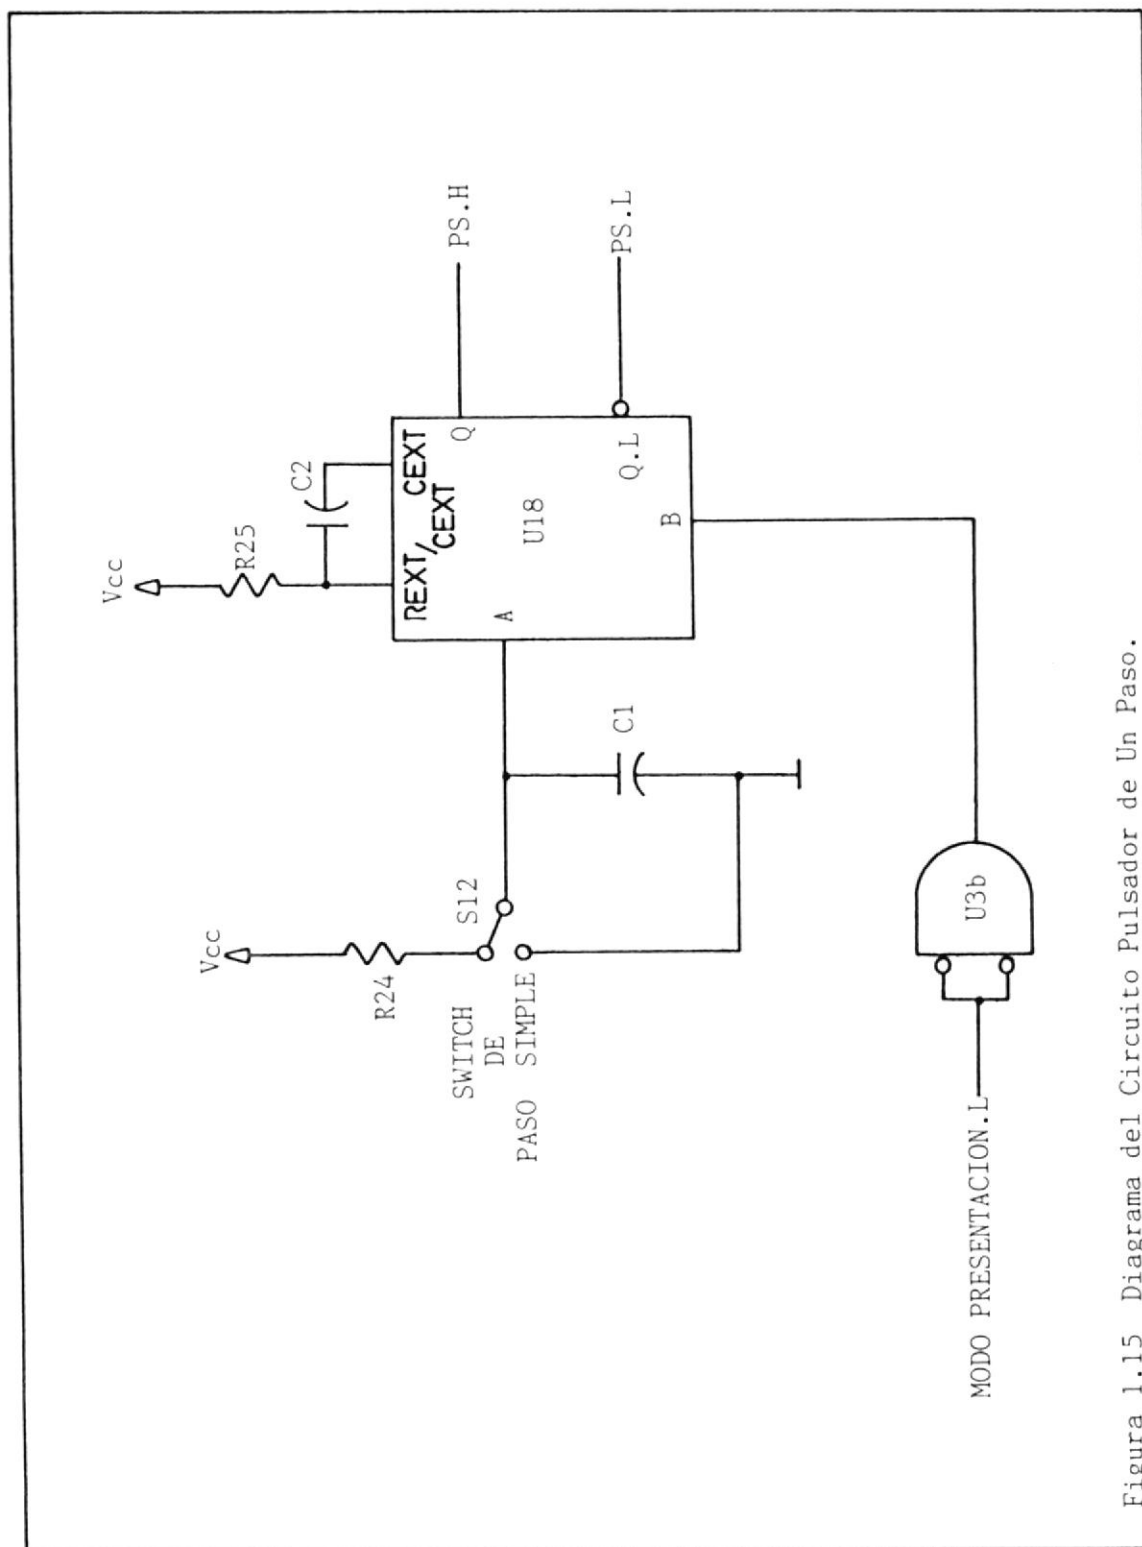 Vcc
R25
C2
REXT/
CEXT
CEXT
A
Q
U18
Q.L
B
PS.H
PS.L
Vcc
R24
S12
SWITCH
DE
PASO SIMPLE
C1
U3b
MODO PRESENTACION.L
Figura 1.15 Diagrama del Circuito Pulsador de Un Paso.